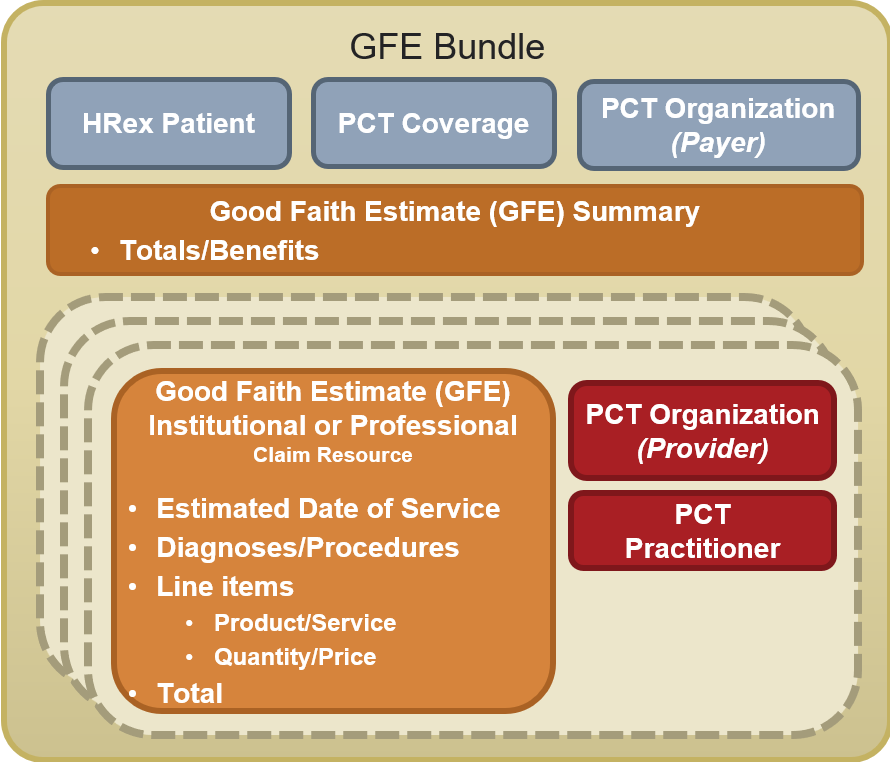 GFE Bundle
HRex Patient
PCT Coverage
PCT Organization
(Payer)
Good Faith Estimate (GFE) Summary
• Totals/Benefits
Good Faith Estimate (GFE)
Institutional or Professional
Claim Resource
• Estimated Date of Service
• Diagnoses/Procedures
• Line items
• Product/Service
• Quantity/Price
• Total
PCT Organization
(Provider)
PCT
Practitioner